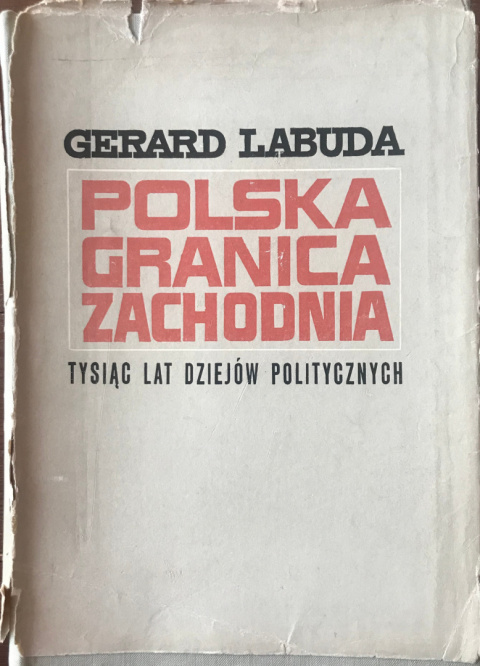 GERARD LABUDA
POLSKA
GRANICA
ZACHODNIA
TYSIĄC LAT DZIEJÓW POLITYCZNYCH